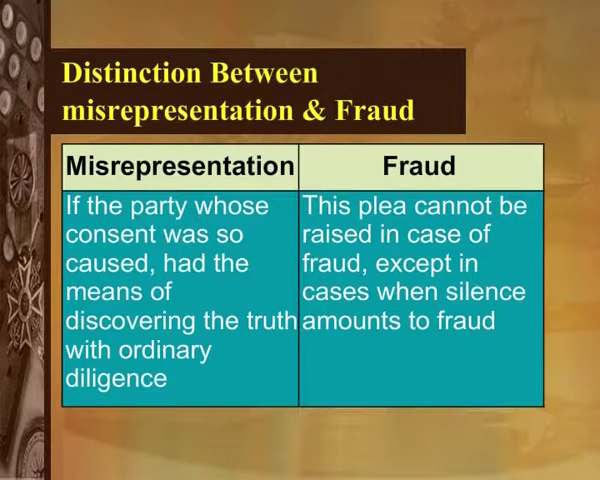 Distinction Between
misrepresentation & Fraud
Misrepresentation
Fraud
If the party whose
consent was so
caused, had the
means of
discovering the truth
with ordinary
diligence
This plea cannot be
raised in case of
fraud, except in
cases when silence
amounts to fraud